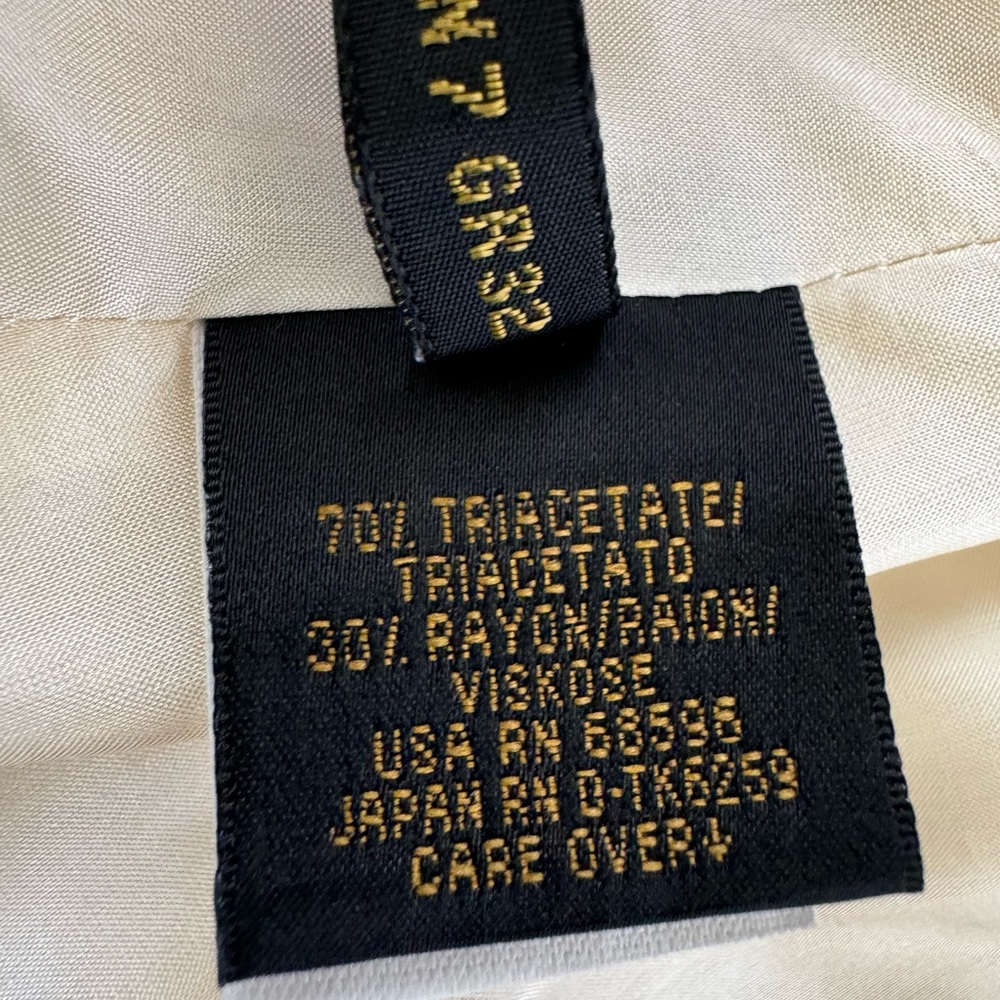 N 7 GR32
70% TRIACETATE/
TRIACETATO
30% RAYON/RAION/
VISKOSE
USA RN 68598
JAPAN RN 0-TK6259
CARE OVER↓